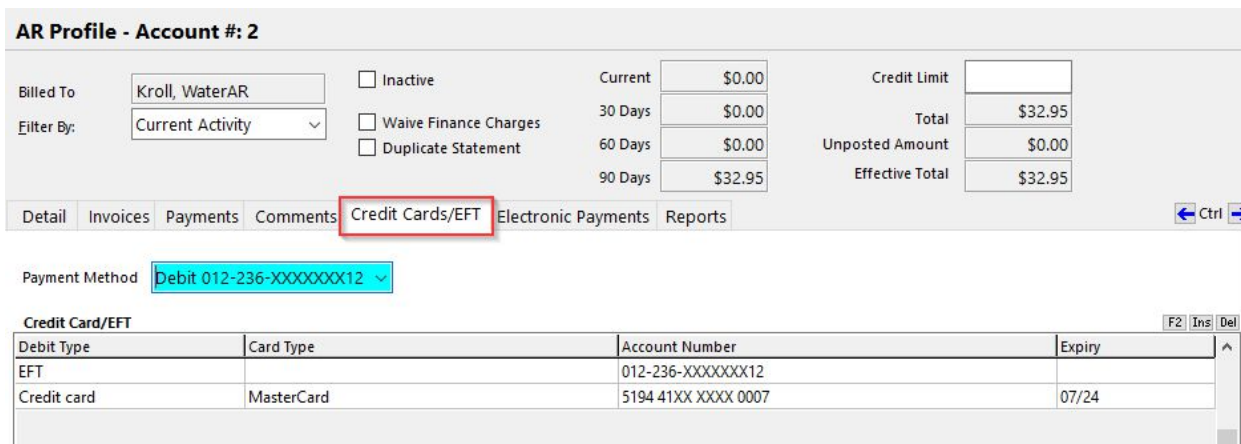 AR Profile - Account #: 2
Billed To Kroll, WaterAR Inactive Current $0.00 Credit Limit
Filter By: Current Activity Waive Finance Charges 30 Days $0.00 Total $32.95
Duplicate Statement 60 Days $0.00 Unposted Amount $0.00
90 Days $32.95 Effective Total $32.95
Detail Invoices Payments Comments Credit Cards/EFT Electronic Payments Reports Ctrl
Payment Method Debit 012-236-XXXXXXX12
Credit Card/EFT F2 Ins Del
Debit Type Card Type Account Number Expiry
EFT 012-236-XXXXXXX12
Credit card MasterCard 5194 41XX XXXX 0007 07/24